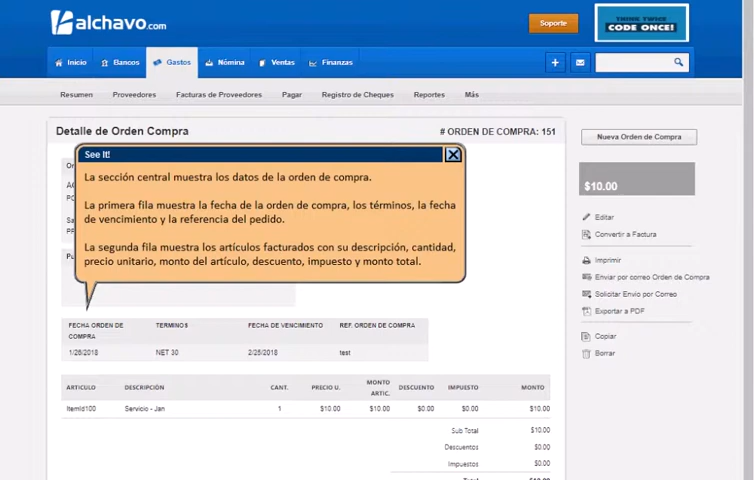 alchavo.com
Soporte
THINK TWICE
CODE ONCE!
Inicio
Bancos
Gastos
Nómina
Ventas
Finanzas
Resumen
Proveedores
Facturas de Proveedores
Pagar
Registro de Cheques
Reportes
Más
Detalle de Orden Compra
# ORDEN DE COMPRA: 151
Nueva Orden de Compra
See It!
La sección central muestra los datos de la orden de compra.
La primera fila muestra la fecha de la orden de compra, los términos, la fecha
de vencimiento y la referencia del pedido.
La segunda fila muestra los artículos facturados con su descripción, cantidad,
precio unitario, monto del artículo, descuento, impuesto y monto total.
$10.00
Editar
Convertir a Factura
Imprimir
Enviar por correo Orden de Compra
Solicitar Envio por Correo
Exportar a PDF
Copiar
Borrar
FECHA ORDEN DE
COMPRA
TERMINOS
FECHA DE VENCIMIENTO
REF. ORDEN DE COMPRA
1/26/2018
NET 30
2/25/2018
test
ARTICULO
DESCRIPCIÓN
CANT.
PRECIO U.
MONTO
ARTIC.
DESCUENTO
IMPUESTO
MONTO
ItemId100
Servicio - Jan
1
$10.00
$10.00
$0.00
$0.00
$10.00
Sub Total
$10.00
Descuentos
$0.00
Impuestos
$0.00